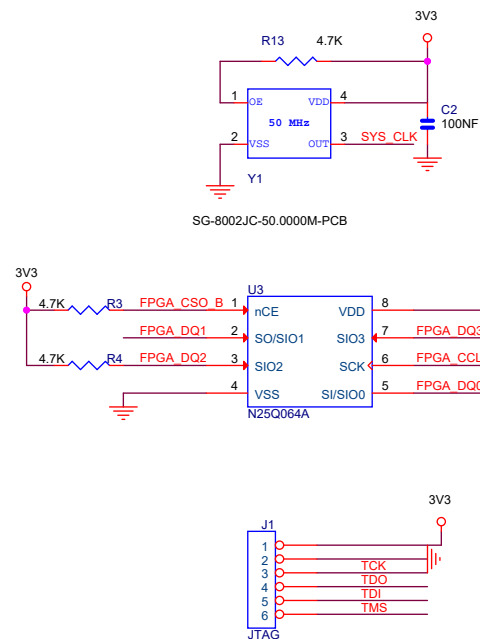 3V3
R13 4.7K
1 OE VDD 4
C2
50 MHz
100NF
2 VSS OUT 3 SYS_CLK
Y1
SG-8002JC-50.0000M-PCB
3V3
U3
4.7K R3 FPGA_CSO_B 1 nCE VDD 8
FPGA_DQ1 2 SO/SIO1 SIO3 7 FPGA_DQ3
4.7K R4 FPGA_DQ2 3 SIO2 SCK 6 FPGA_CCL
4 VSS SI/SIO0 5 FPGA_DQ0
N25Q064A
3V3
J1
1
2
3 TCK
4 TDO
5 TDI
6 TMS
JTAG